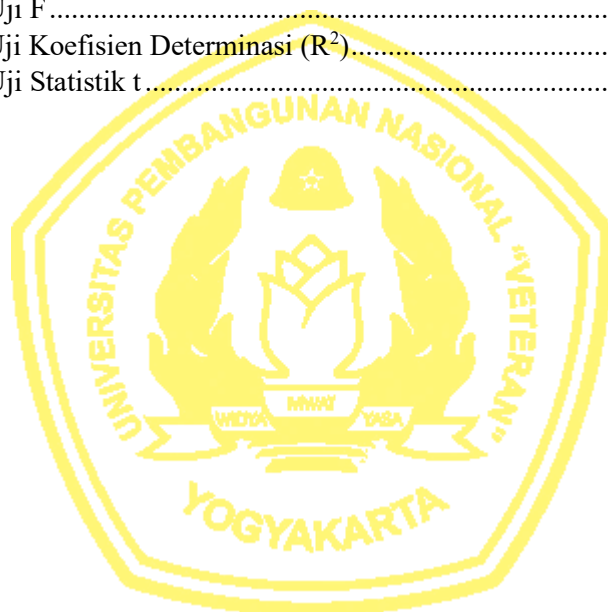 Uji F
Uji Koefisien Determinasi (R²)
Uji Statistik t
UNIVERSITAS PEMBANGUNAN NASIONAL "VETERAN"
WIDYA MWAT YASA
YOGYAKARTA